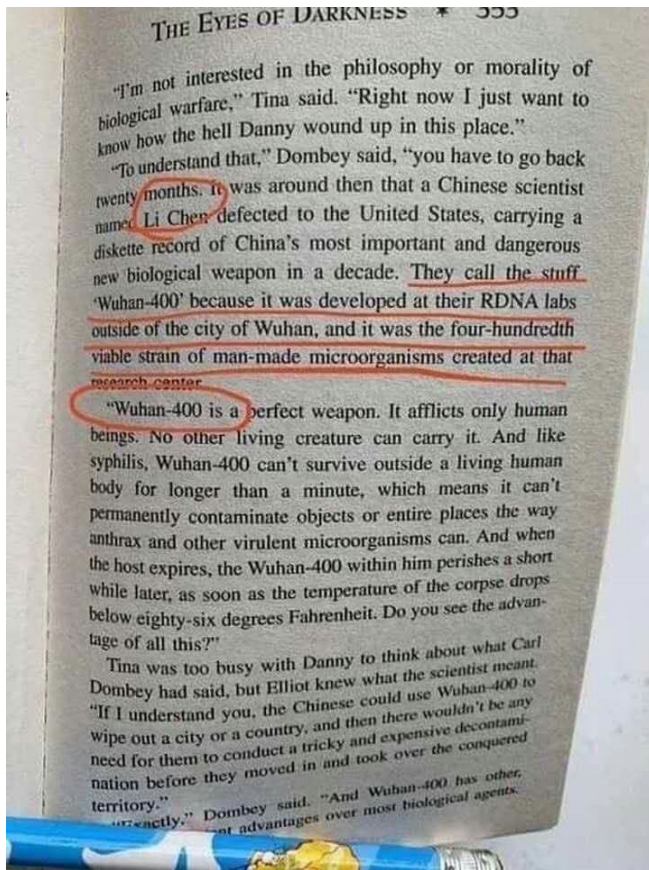 THE EYES OF DARKNESS * 353
"I'm not interested in the philosophy or morality of
biological warfare," Tina said. "Right now I just want to
know how the hell Danny wound up in this place."
"To understand that," Dombey said, "you have to go back
twenty months. It was around then that a Chinese scientist
named Li Chen defected to the United States, carrying a
diskette record of China's most important and dangerous
new biological weapon in a decade. They call the stuff
'Wuhan-400' because it was developed at their RDNA labs
outside of the city of Wuhan, and it was the four-hundredth
viable strain of man-made microorganisms created at that
research center.
"Wuhan-400 is a perfect weapon. It afflicts only human
beings. No other living creature can carry it. And like
syphilis, Wuhan-400 can't survive outside a living human
body for longer than a minute, which means it can't
permanently contaminate objects or entire places the way
anthrax and other virulent microorganisms can. And when
the host expires, the Wuhan-400 within him perishes a short
while later, as soon as the temperature of the corpse drops
below eighty-six degrees Fahrenheit. Do you see the advan-
tage of all this?"
Tina was too busy with Danny to think about what Carl
Dombey had said, but Elliot knew what the scientist meant.
"If I understand you, the Chinese could use Wuhan-400 to
wipe out a city or a country, and then there wouldn't be any
need for them to conduct a tricky and expensive decontami-
nation before they moved in and took over the conquered
territory."
"Exactly," Dombey said. "And Wuhan-400 has other,
advantages over most biological agents.